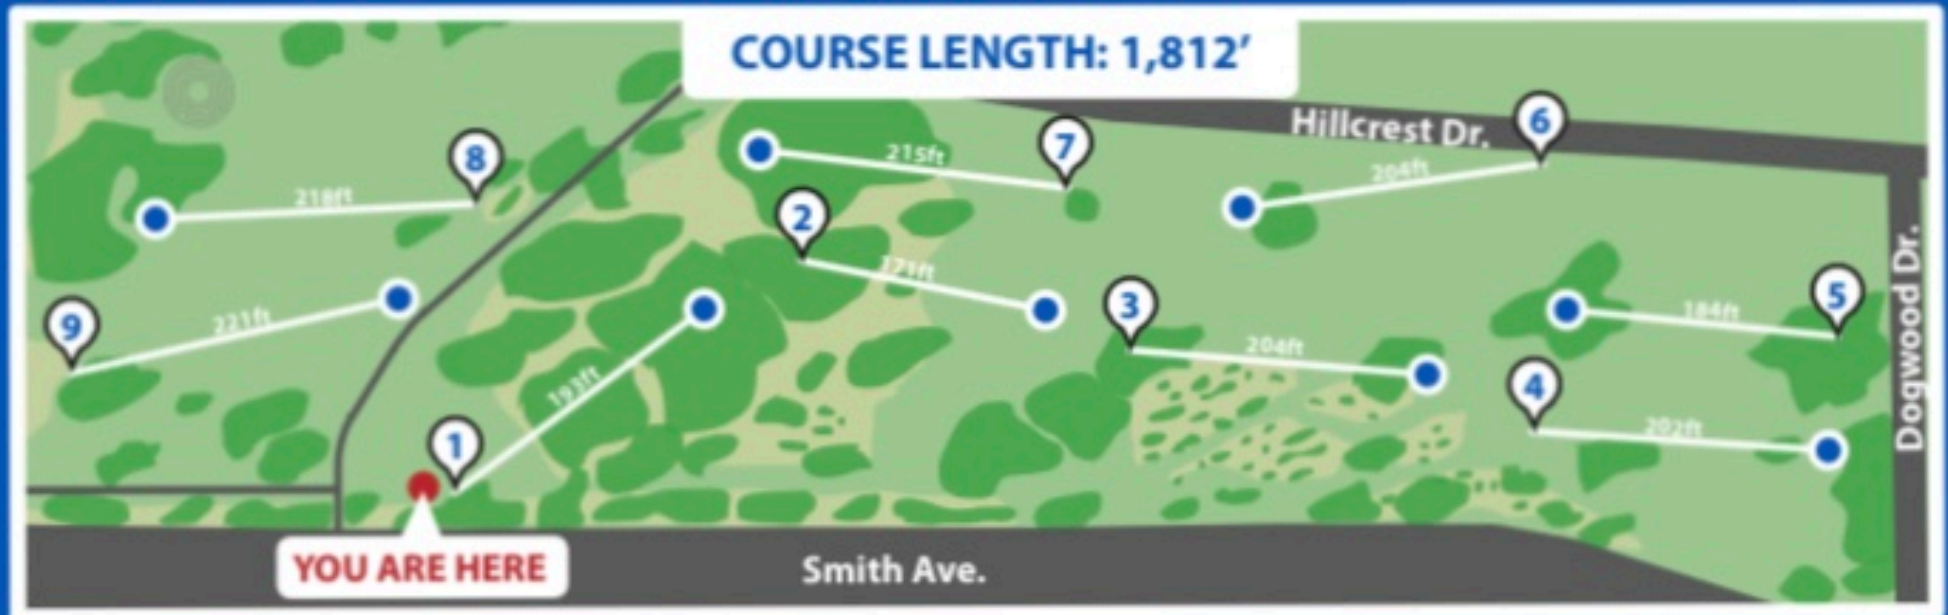 COURSE LENGTH: 1,812'
Hillcrest Dr.
6
204ft
7
215ft
8
218ft
2
171ft
3
204ft
5
184ft
Dogwood Dr.
9
221ft
4
202ft
1
193ft
YOU ARE HERE
Smith Ave.